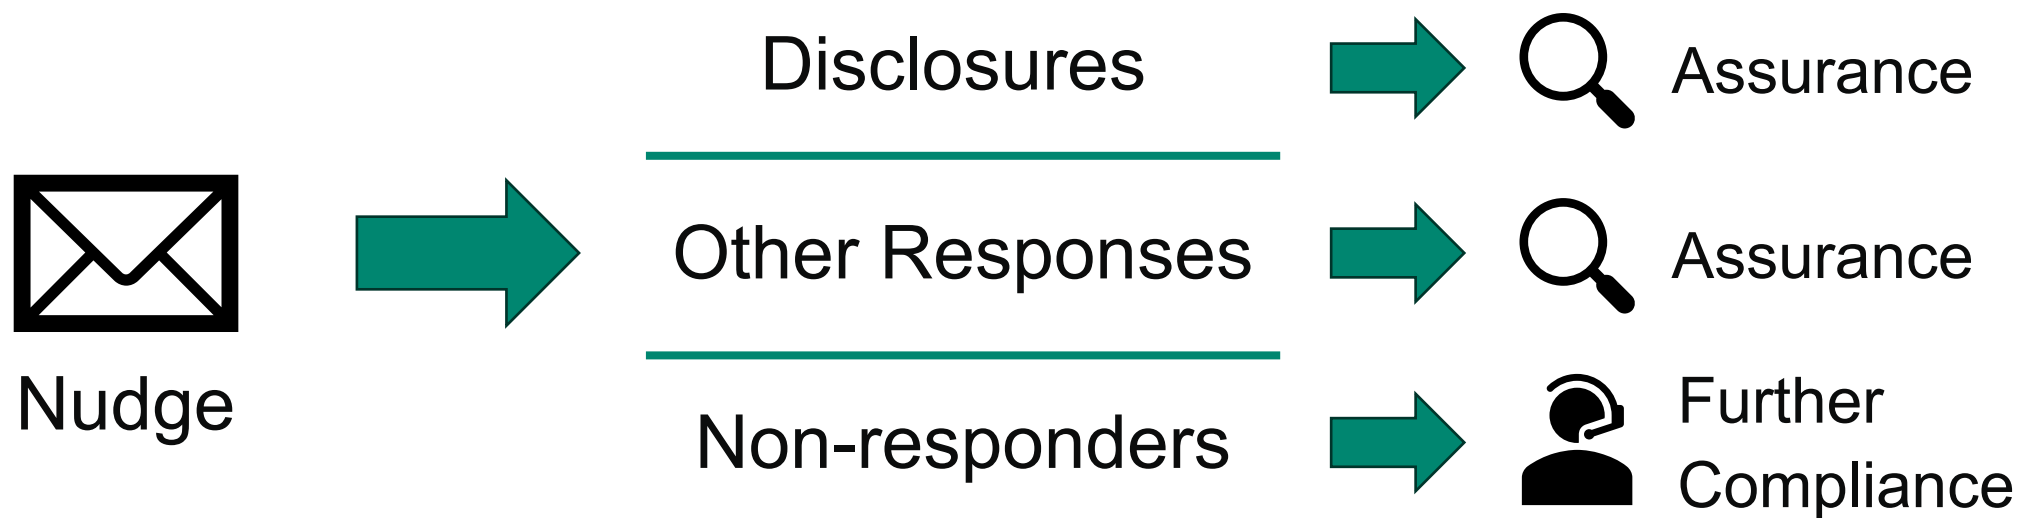 Nudge
Disclosures
Assurance
Other Responses
Assurance
Non-responders
Further
Compliance